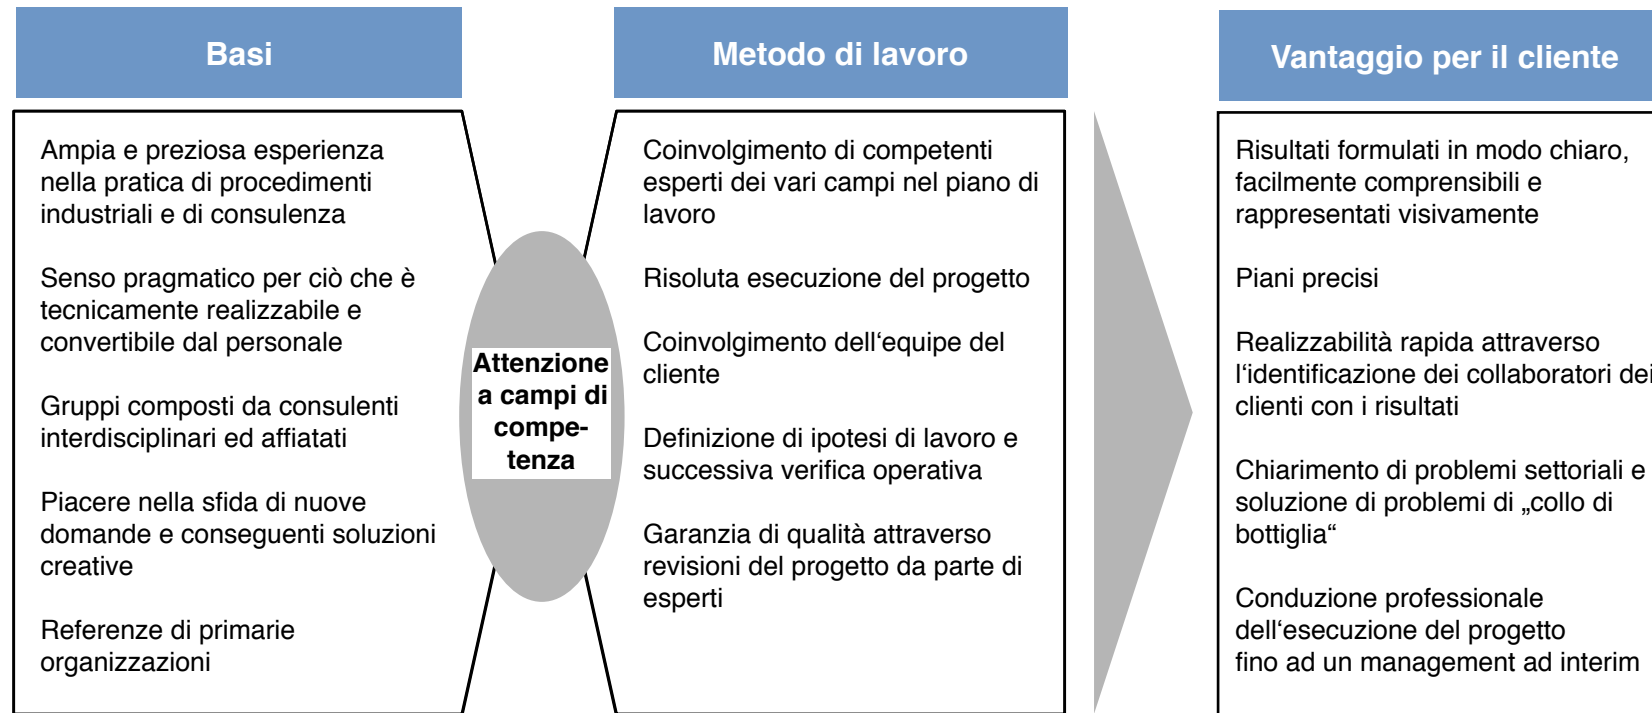 Basi
Ampia e preziosa esperienza
nella pratica di procedimenti
industriali e di consulenza
Senso pragmatico per ciò che è
tecnicamente realizzabile e
convertibile dal personale
Gruppi composti da consulenti
interdisciplinari ed affiatati
Piacere nella sfida di nuove
domande e conseguenti soluzioni
creative
Referenze di primarie
organizzazioni
Attenzione
a campi di
compe-
tenza
Metodo di lavoro
Coinvolgimento di competenti
esperti dei vari campi nel piano di
lavoro
Risoluta esecuzione del progetto
Coinvolgimento dell‘equipe del
cliente
Definizione di ipotesi di lavoro e
successiva verifica operativa
Garanzia di qualità attraverso
revisioni del progetto da parte di
esperti
Vantaggio per il cliente
Risultati formulati in modo chiaro,
facilmente comprensibili e
rappresentati visivamente
Piani precisi
Realizzabilità rapida attraverso
l‘identificazione dei collaboratori dei
clienti con i risultati
Chiarimento di problemi settoriali e
soluzione di problemi di „collo di
bottiglia“
Conduzione professionale
dell‘esecuzione del progetto
fino ad un management ad interim